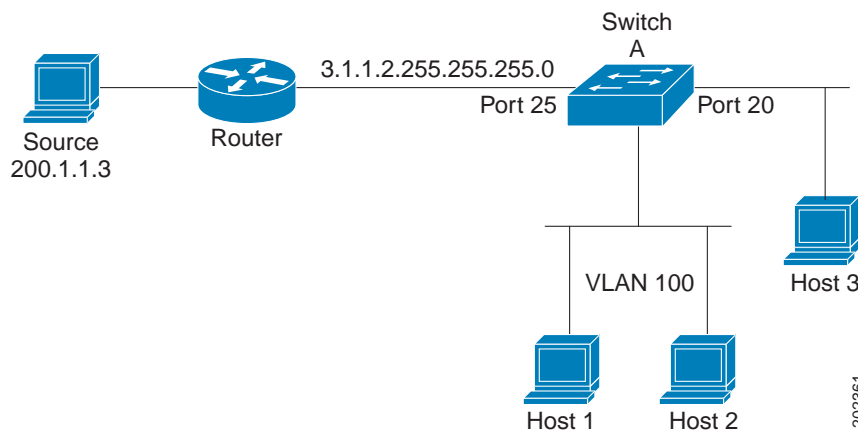 Switch
A
3.1.1.2.255.255.255.0
Port 25
Port 20
Source
200.1.1.3
Router
VLAN 100
Host 3
Host 1
Host 2
202361